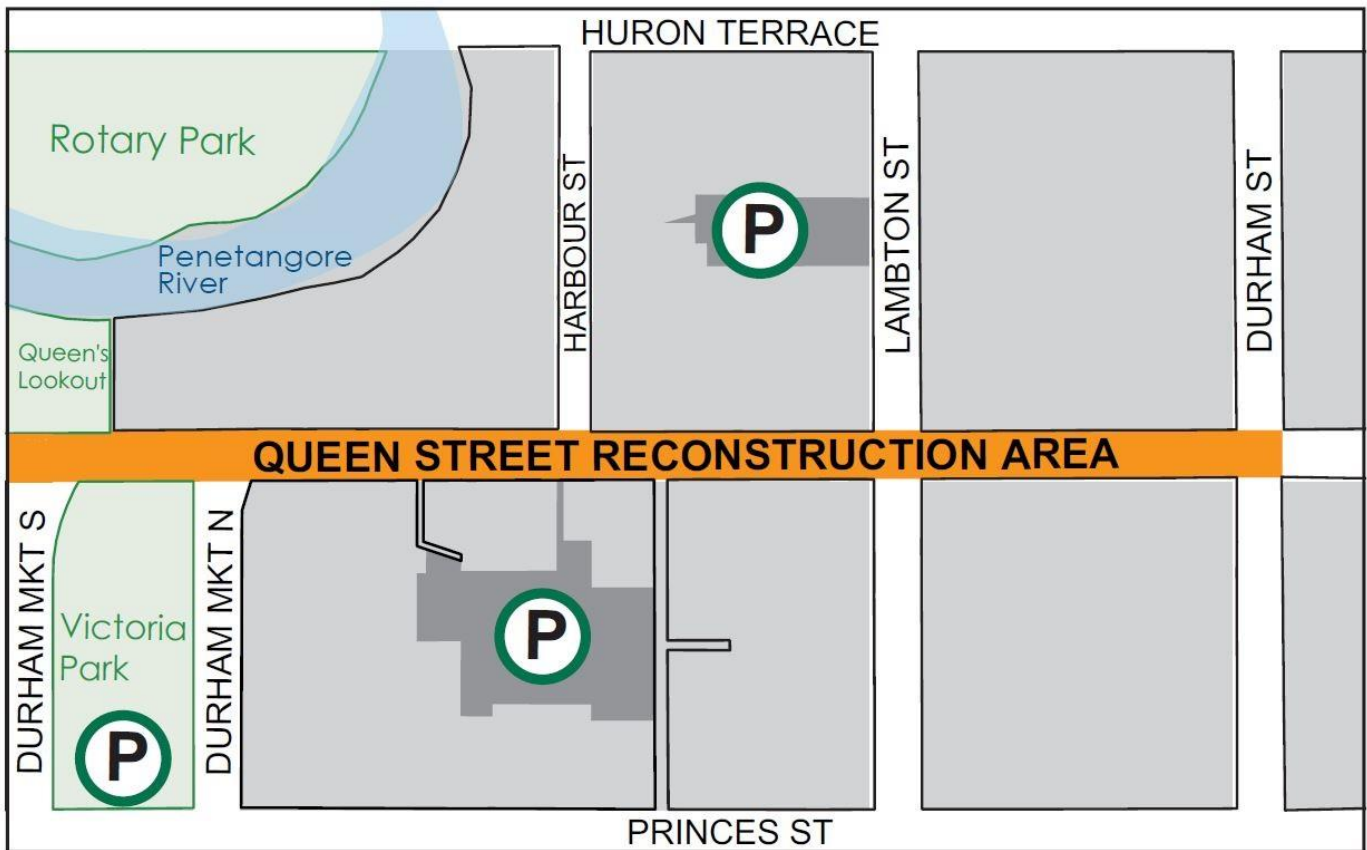 HURON TERRACE
Rotary Park
Penetangore
River
Queen's
Lookout
HARBOUR ST
P
LAMBTON ST
DURHAM ST
QUEEN STREET RECONSTRUCTION AREA
DURHAM MKT S
Victoria
Park
P
DURHAM MKT N
P
PRINCES ST